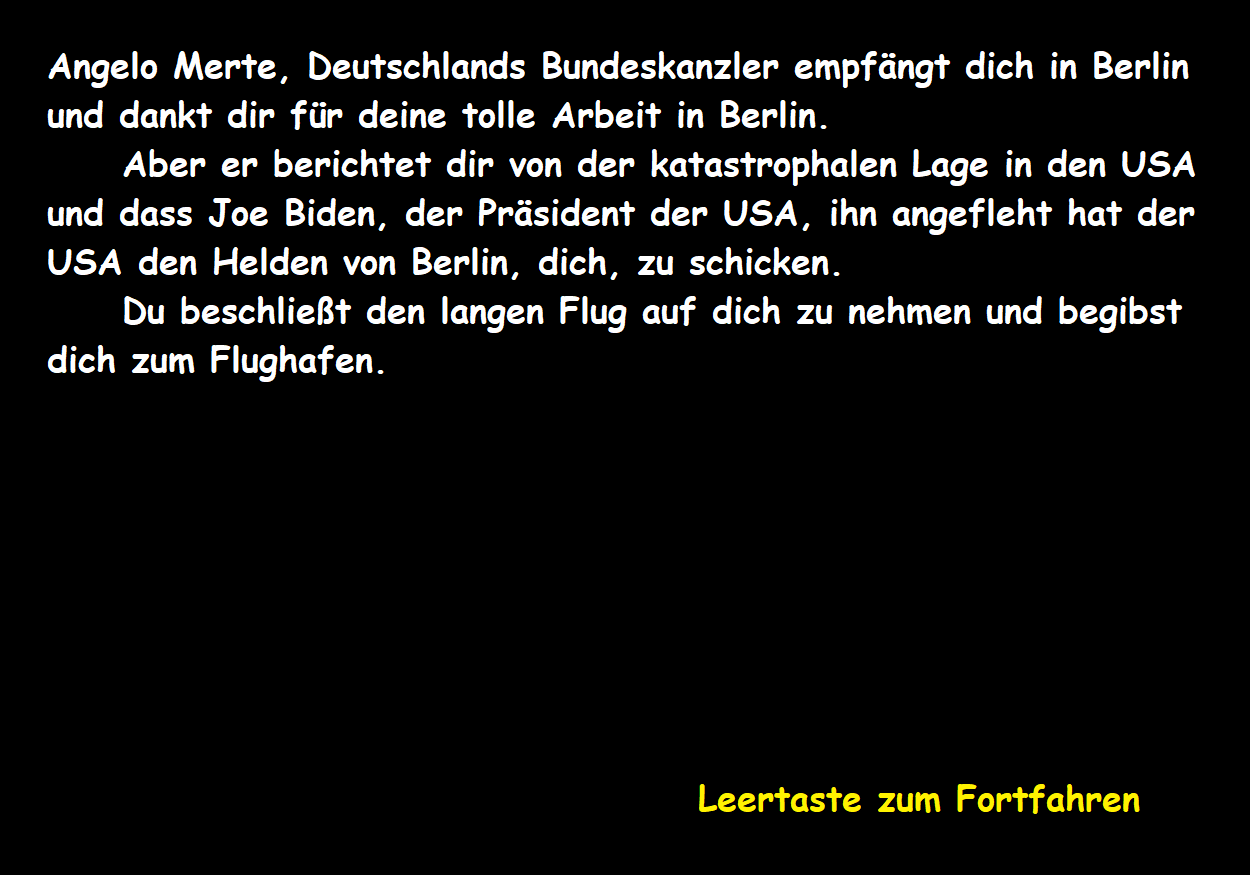 Angelo Merte, Deutschlands Bundeskanzler empfängt dich in Berlin
und dankt dir für deine tolle Arbeit in Berlin.
Aber er berichtet dir von der katastrophalen Lage in den USA
und dass Joe Biden, der Präsident der USA, ihn angefleht hat der
USA den Helden von Berlin, dich, zu schicken.
Du beschließt den langen Flug auf dich zu nehmen und begibst
dich zum Flughafen.
Leertaste zum Fortfahren